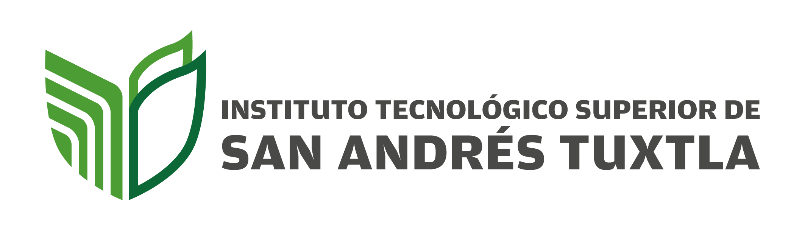 INSTITUTO TECNOLÓGICO SUPERIOR DE
SAN ANDRÉS TUXTLA